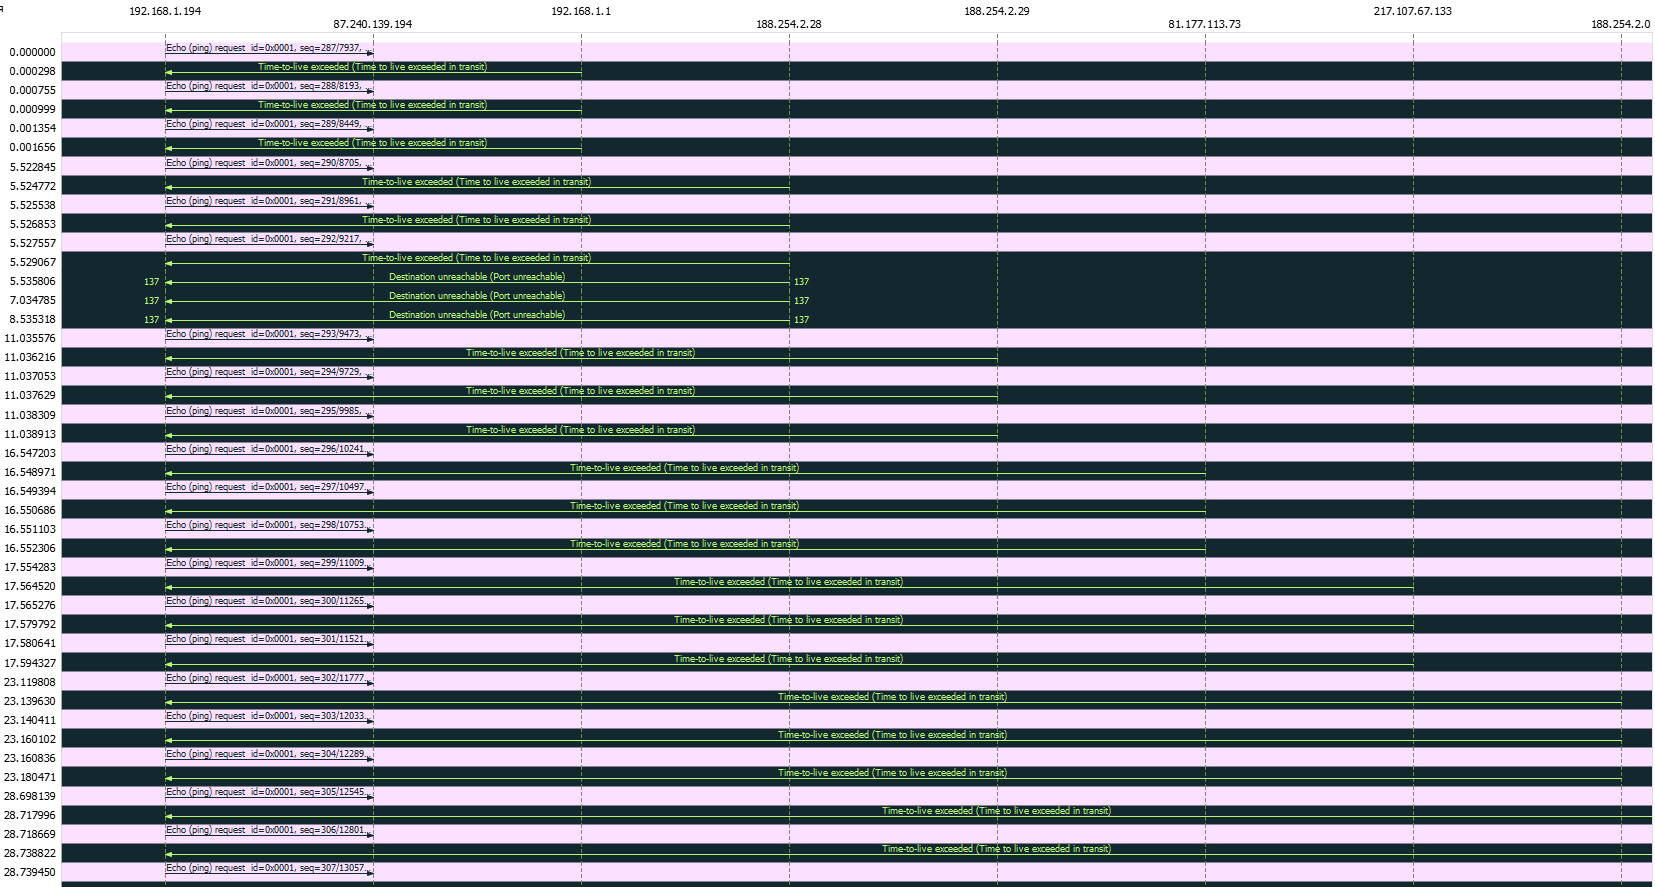 192.168.1.194 192.168.1.1 188.254.2.29 217.107.67.133
87.240.139.194 188.254.2.28 81.177.113.73 188.254.2.0
0.000000 Echo (ping) request id=0x0001, seq=287/7937, ...
0.000298 Time-to-live exceeded (Time to live exceeded in transit)
0.000755 Echo (ping) request id=0x0001, seq=288/8193, ...
0.000999 Time-to-live exceeded (Time to live exceeded in transit)
0.001354 Echo (ping) request id=0x0001, seq=289/8449, ...
0.001656 Time-to-live exceeded (Time to live exceeded in transit)
5.522845 Echo (ping) request id=0x0001, seq=290/8705, ...
5.524772 Time-to-live exceeded (Time to live exceeded in transit)
5.525538 Echo (ping) request id=0x0001, seq=291/8961, ...
5.526853 Time-to-live exceeded (Time to live exceeded in transit)
5.527557 Echo (ping) request id=0x0001, seq=292/9217, ...
5.529067 Time-to-live exceeded (Time to live exceeded in transit)
5.535806 137 Destination unreachable (Port unreachable) 137
7.034785 137 Destination unreachable (Port unreachable) 137
8.535318 137 Destination unreachable (Port unreachable) 137
11.035576 Echo (ping) request id=0x0001, seq=293/9473, ...
11.036216 Time-to-live exceeded (Time to live exceeded in transit)
11.037053 Echo (ping) request id=0x0001, seq=294/9729, ...
11.037629 Time-to-live exceeded (Time to live exceeded in transit)
11.038309 Echo (ping) request id=0x0001, seq=295/9985, ...
11.038913 Time-to-live exceeded (Time to live exceeded in transit)
16.547203 Echo (ping) request id=0x0001, seq=296/10241...
16.548971 Time-to-live exceeded (Time to live exceeded in transit)
16.549394 Echo (ping) request id=0x0001, seq=297/10497...
16.550686 Time-to-live exceeded (Time to live exceeded in transit)
16.551103 Echo (ping) request id=0x0001, seq=298/10753...
16.552306 Time-to-live exceeded (Time to live exceeded in transit)
17.554283 Echo (ping) request id=0x0001, seq=299/11009...
17.564520 Time-to-live exceeded (Time to live exceeded in transit)
17.565276 Echo (ping) request id=0x0001, seq=300/11265...
17.579792 Time-to-live exceeded (Time to live exceeded in transit)
17.580641 Echo (ping) request id=0x0001, seq=301/11521...
17.594327 Time-to-live exceeded (Time to live exceeded in transit)
23.119808 Echo (ping) request id=0x0001, seq=302/11777...
23.139630 Time-to-live exceeded (Time to live exceeded in transit)
23.140411 Echo (ping) request id=0x0001, seq=303/12033...
23.160102 Time-to-live exceeded (Time to live exceeded in transit)
23.160836 Echo (ping) request id=0x0001, seq=304/12289...
23.180471 Time-to-live exceeded (Time to live exceeded in transit)
28.698139 Echo (ping) request id=0x0001, seq=305/12545...
28.717996 Time-to-live exceeded (Time to live exceeded in transit)
28.718669 Echo (ping) request id=0x0001, seq=306/12801...
28.738822 Time-to-live exceeded (Time to live exceeded in transit)
28.739450 Echo (ping) request id=0x0001, seq=307/13057...